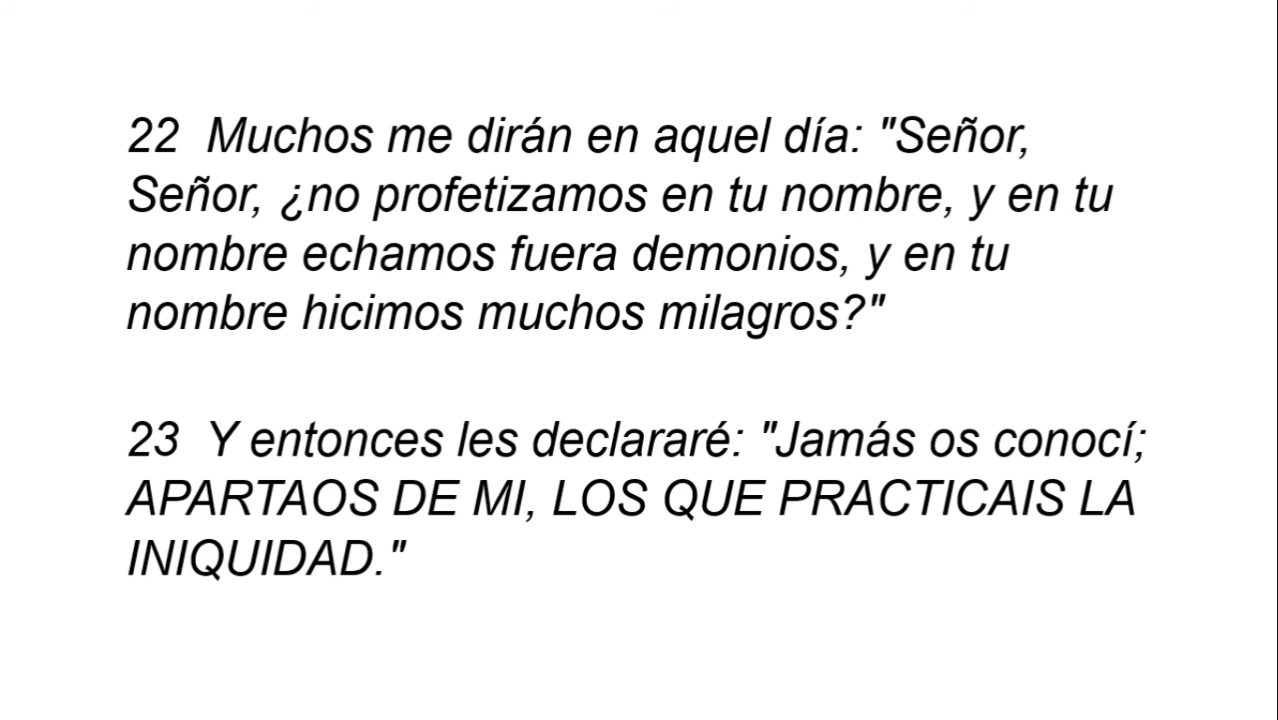 22 Muchos me dirán en aquel día: "Señor,
Señor, ¿no profetizamos en tu nombre, y en tu
nombre echamos fuera demonios, y en tu
nombre hicimos muchos milagros?"
23 Y entonces les declararé: "Jamás os conocí;
APARTAOS DE MI, LOS QUE PRACTICAIS LA
INIQUIDAD."